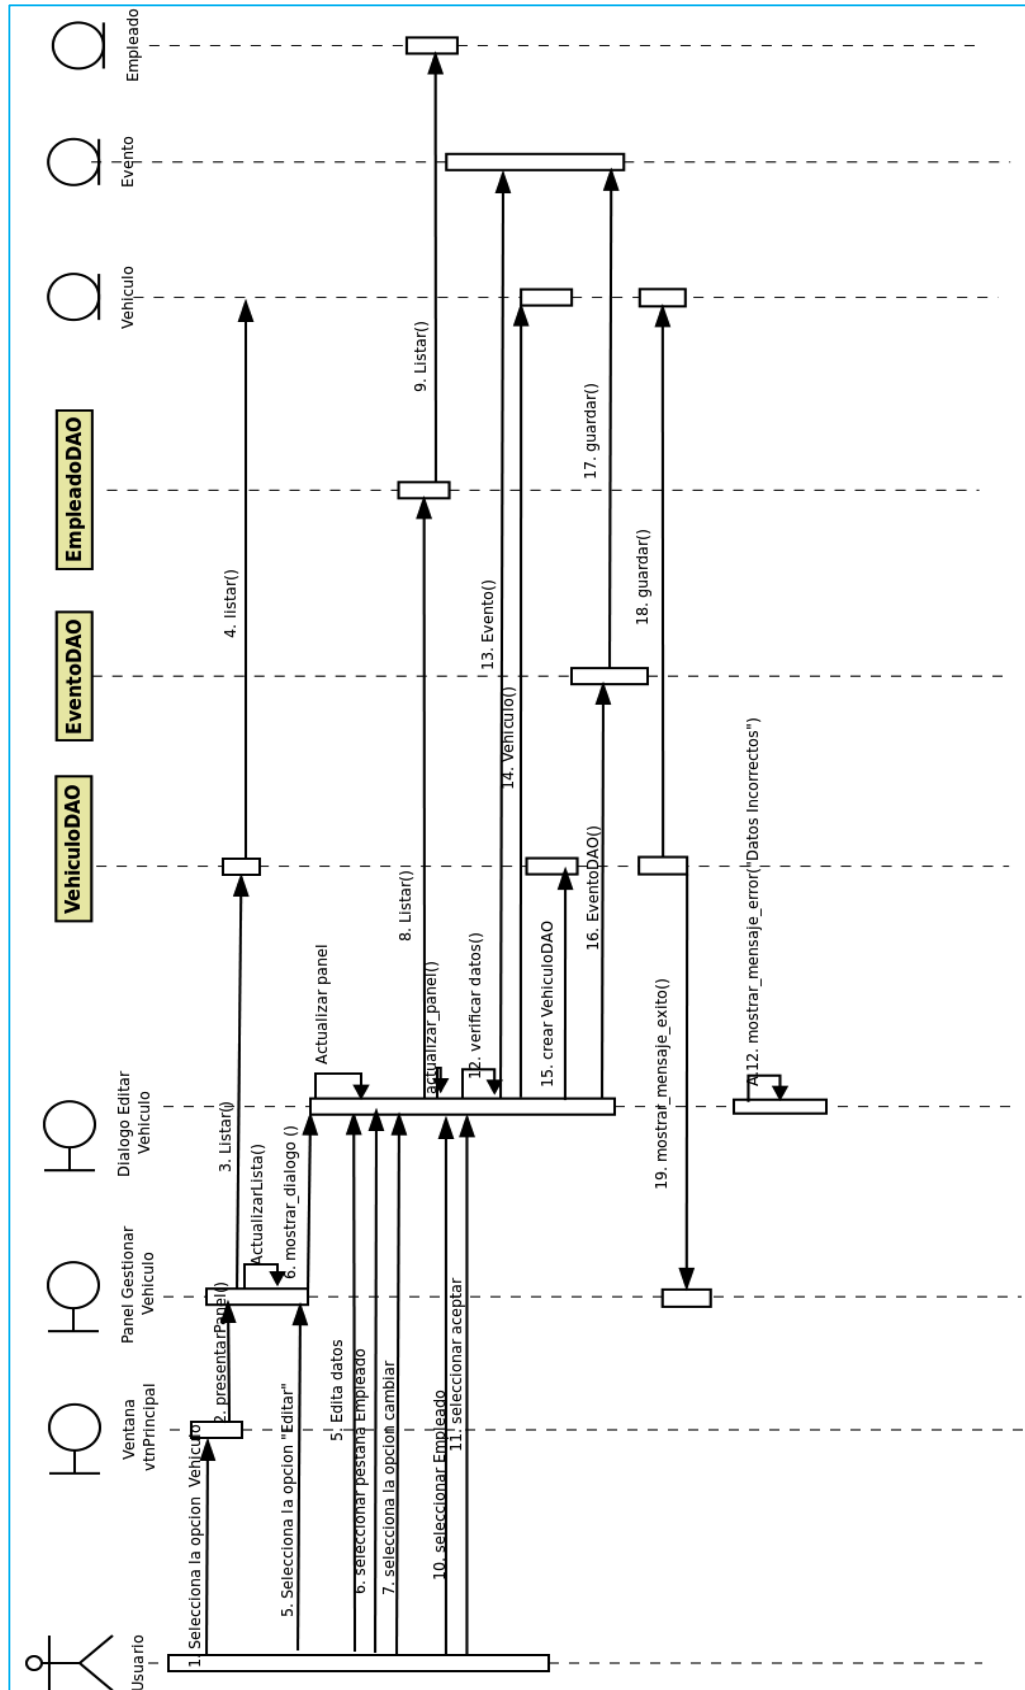 Usuario
Ventana
vtnPrincipal
Panel Gestionar
Vehiculo
Dialogo Editar
Vehiculo
VehiculoDAO
EventoDAO
EmpleadoDAO
Vehiculo
Evento
Empleado
1. Selecciona la opcion Vehiculo
2. presentarPanel()
3. Listar()
4. listar()
ActualizarLista()
5. Selecciona la opcion "Editar"
6. mostrar_dialogo ()
Actualizar panel
5. Edita datos
6. seleccionar pestana Empleado
7. selecciona la opcion cambiar
8. Listar()
9. Listar()
actualizar_panel()
10. seleccionar Empleado
11. seleccionar aceptar
12. verificar datos()
13. Evento()
14. Vehiculo()
15. crear VehiculoDAO
16. EventoDAO()
17. guardar()
18. guardar()
19. mostrar_mensaje_exito()
A.12. mostrar_mensaje_error("Datos Incorrectos")